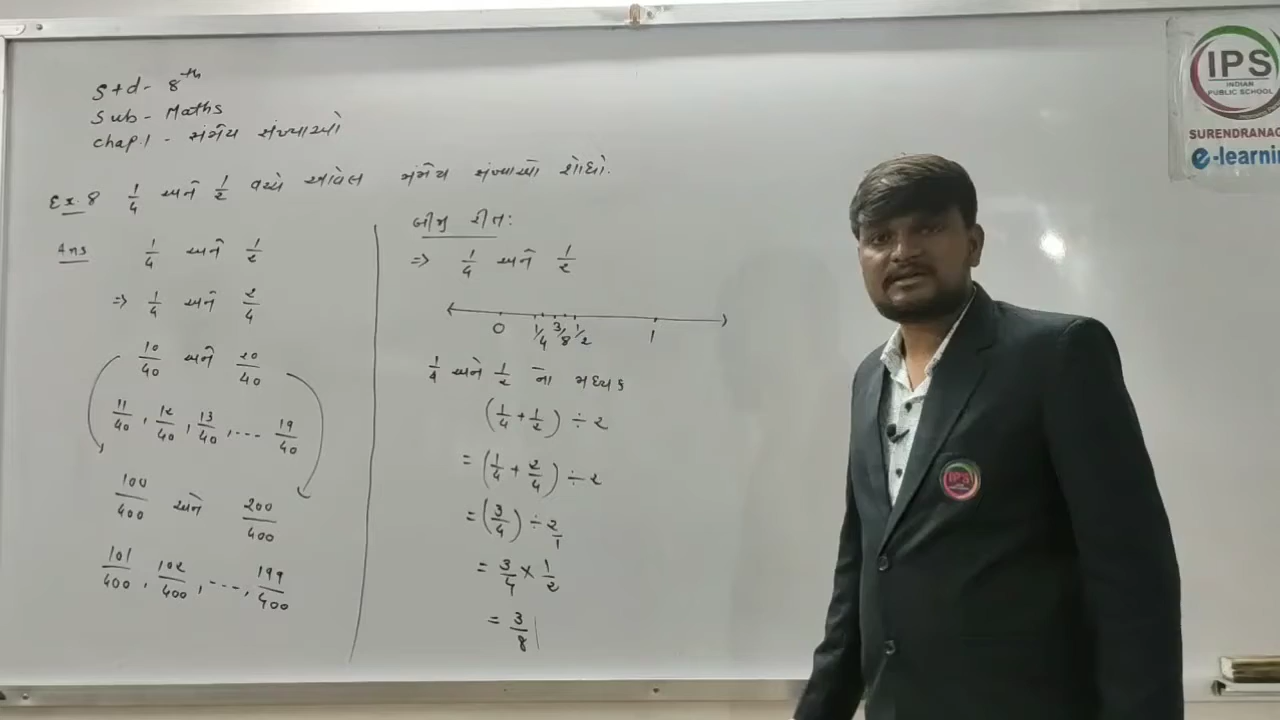 Std - 8th
Sub - Maths
Chap.1 - સંમેય સંખ્યાઓ
Ex. 8 1/4 અને 1/2 વચ્ચે આવેલ સંમેય સંખ્યાઓ શોધો.
Ans 1/4 અને 1/2
⇒ 1/4 અને 2/4
10/40 અને 20/40
11/40, 12/40, 13/40, ---- 19/40
100/400 અને 200/400
101/400, 102/400, ----, 199/400
બીજી રીત:
⇒ 1/4 અને 1/2
0 1/4 3/8 1/2 1
1/4 અને 1/2 ના મધ્યક
(1/4 + 1/2) ÷ 2
= (1/4 + 2/4) ÷ 2
= (3/4) ÷ 2/1
= 3/4 × 1/2
= 3/8
IPS
INDIAN
PUBLIC SCHOOL
SURENDRANAG
e-learnin
IPS